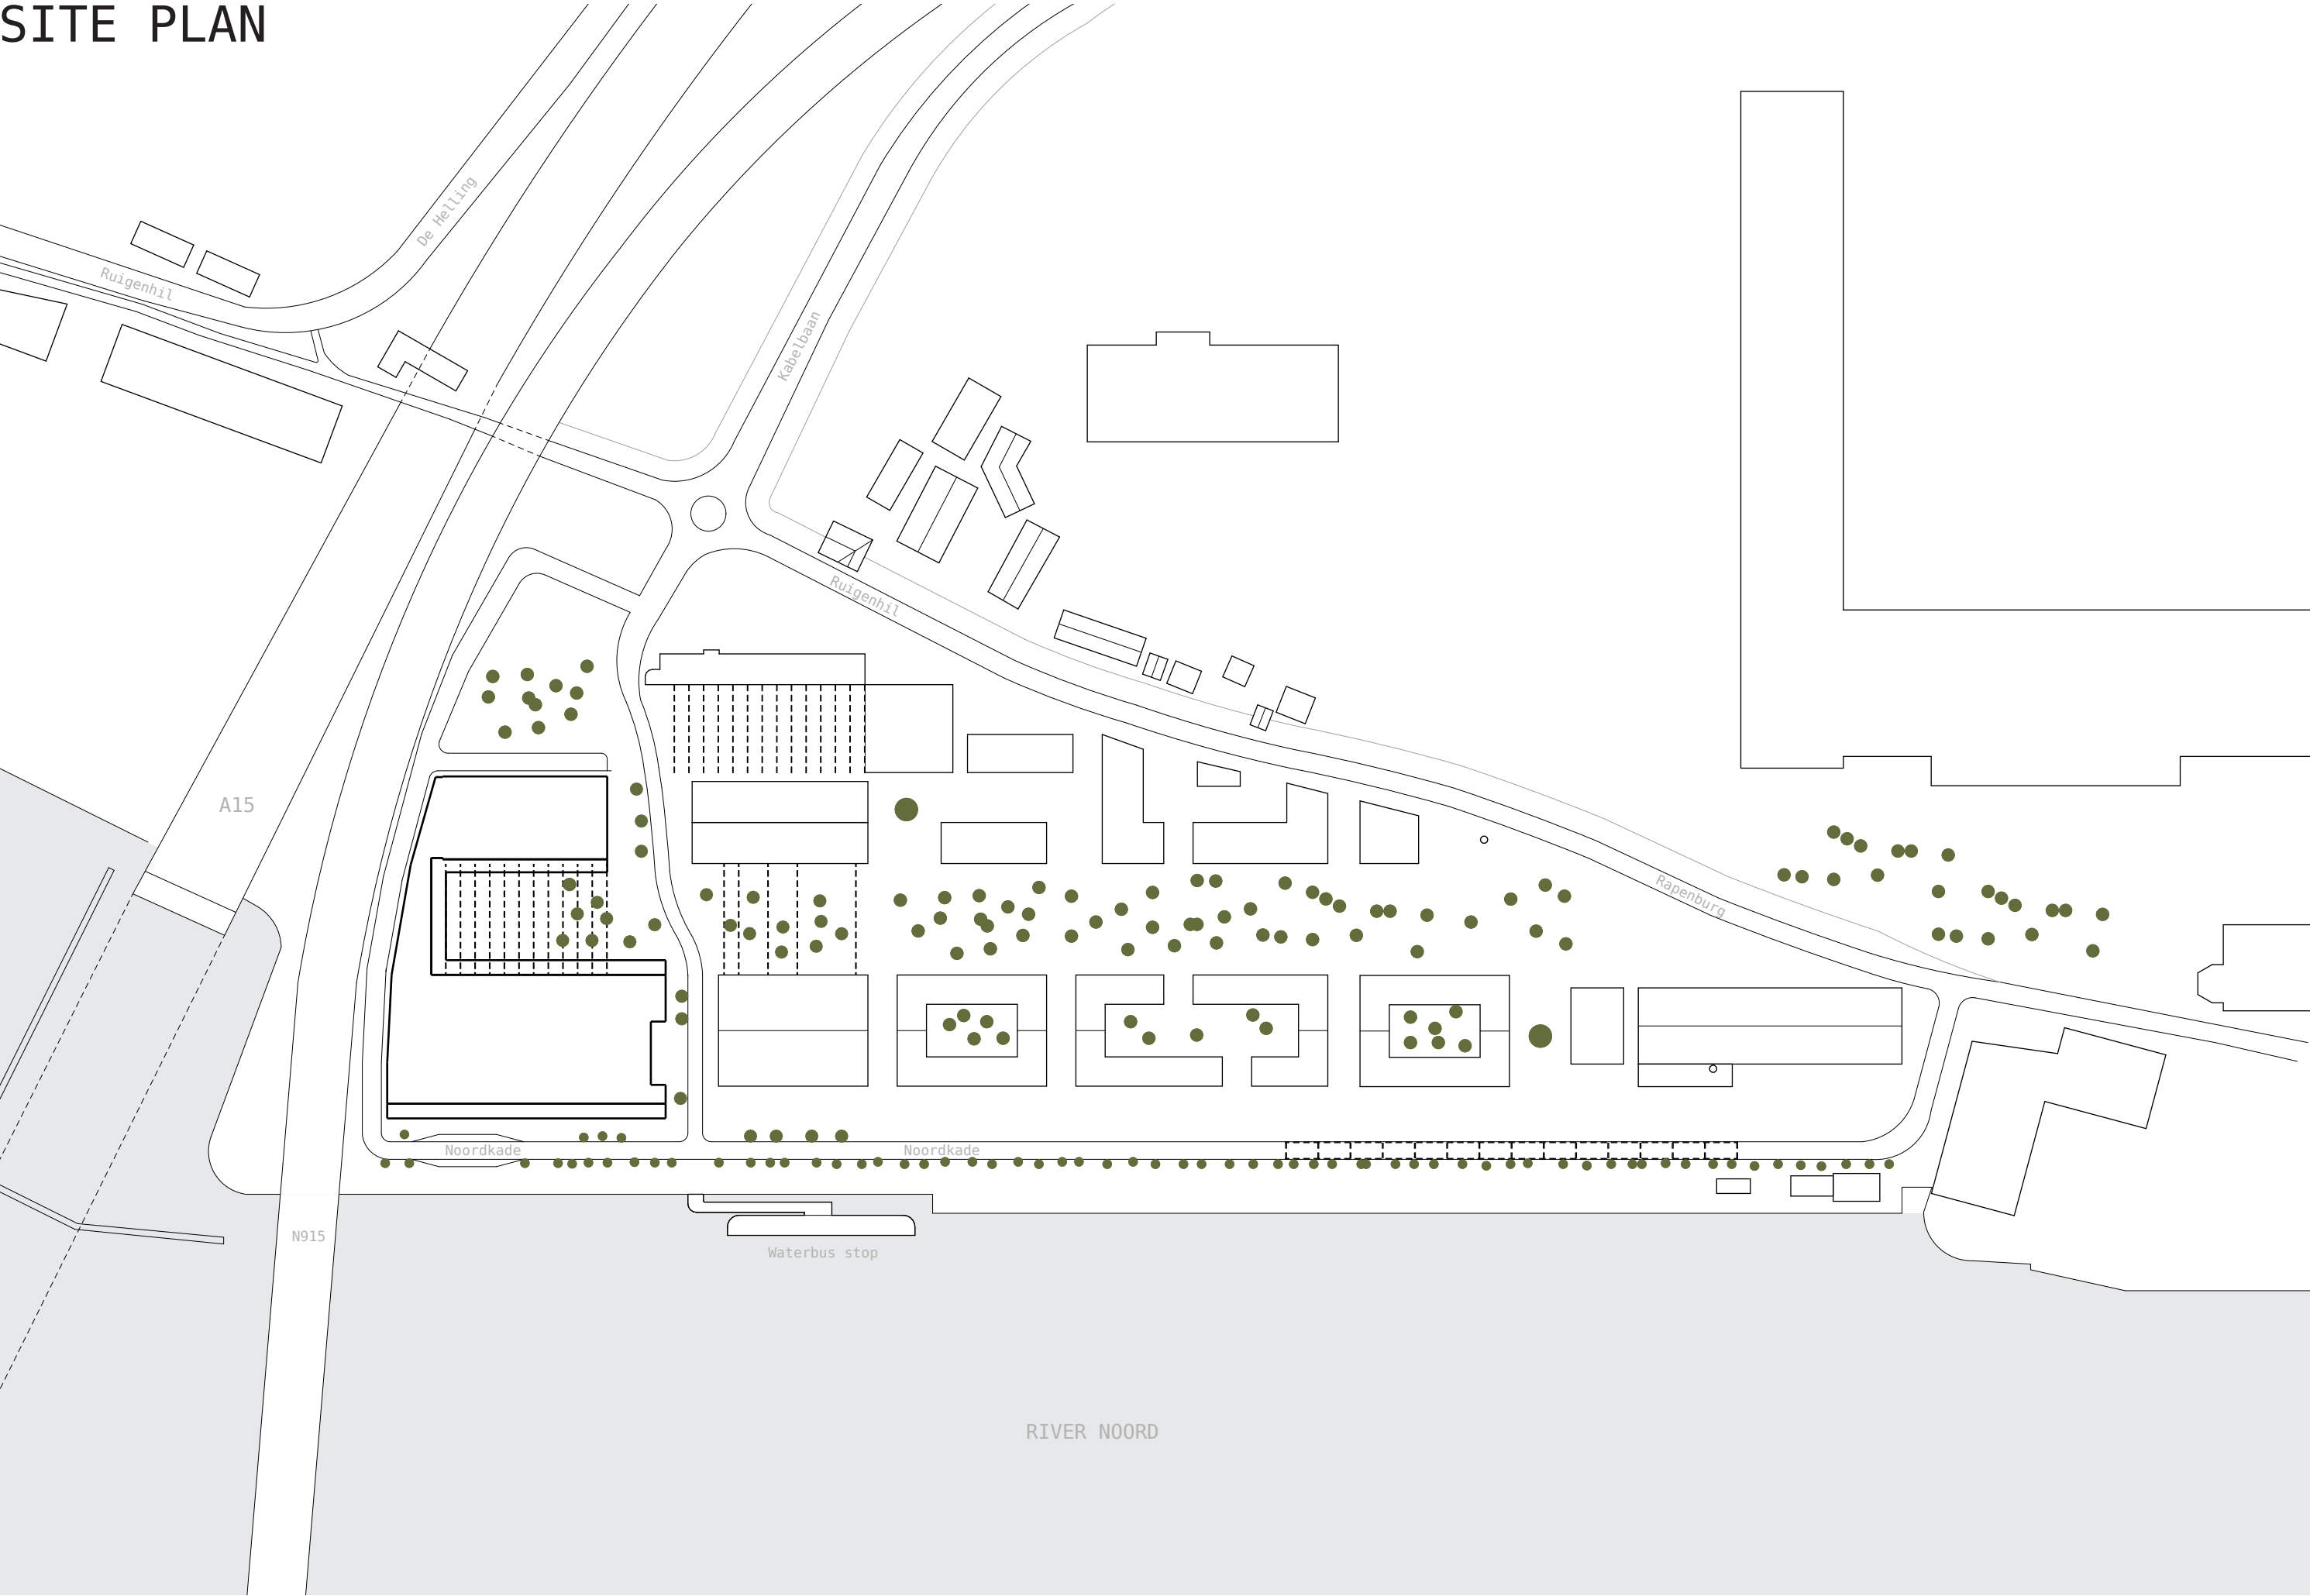 SITE PLAN
De Helling
Ruigenhil
Kabelbaan
Ruigenhil
A15
Rapenburg
Noordkade
Noordkade
N915
Waterbus stop
RIVER NOORD